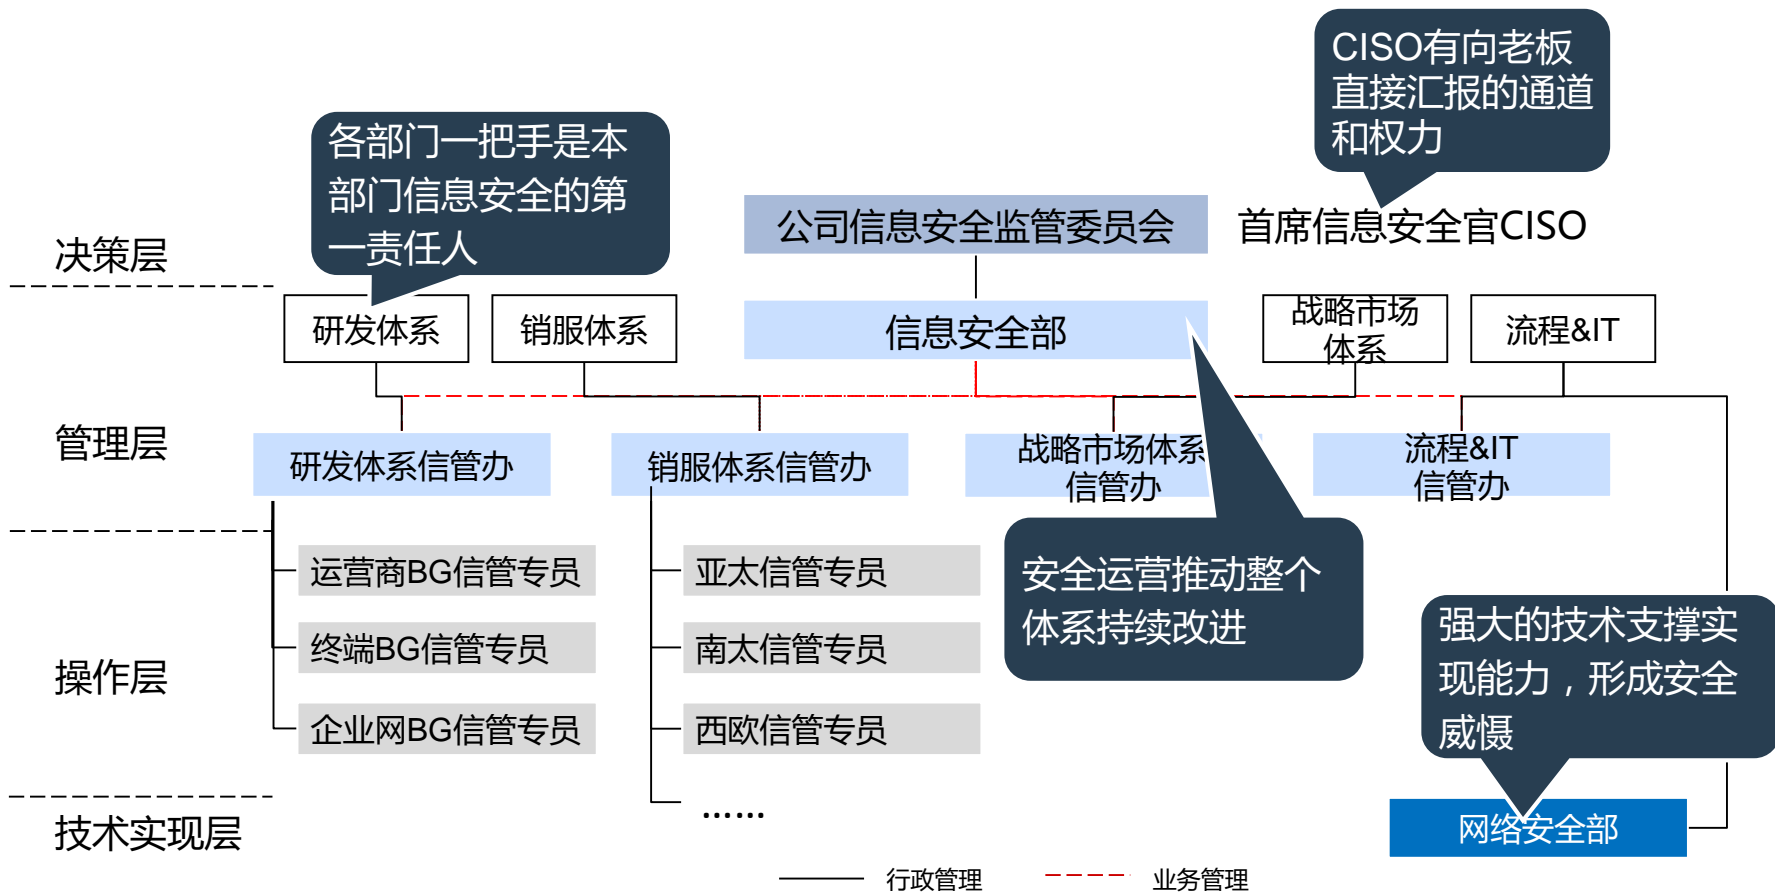 CISO有向老板
直接汇报的通道
和权力
各部门一把手是本
部门信息安全的第
一责任人
公司信息安全监管委员会
首席信息安全官CISO
决策层
研发体系
销服体系
信息安全部
战略市场
体系
流程&IT
管理层
研发体系信管办
销服体系信管办
战略市场体系
信管办
流程&IT
信管办
安全运营推动整个
体系持续改进
运营商BG信管专员
亚太信管专员
终端BG信管专员
南太信管专员
强大的技术支撑实
现能力，形成安全
威慑
操作层
企业网BG信管专员
西欧信管专员
……
技术实现层
网络安全部
行政管理
业务管理